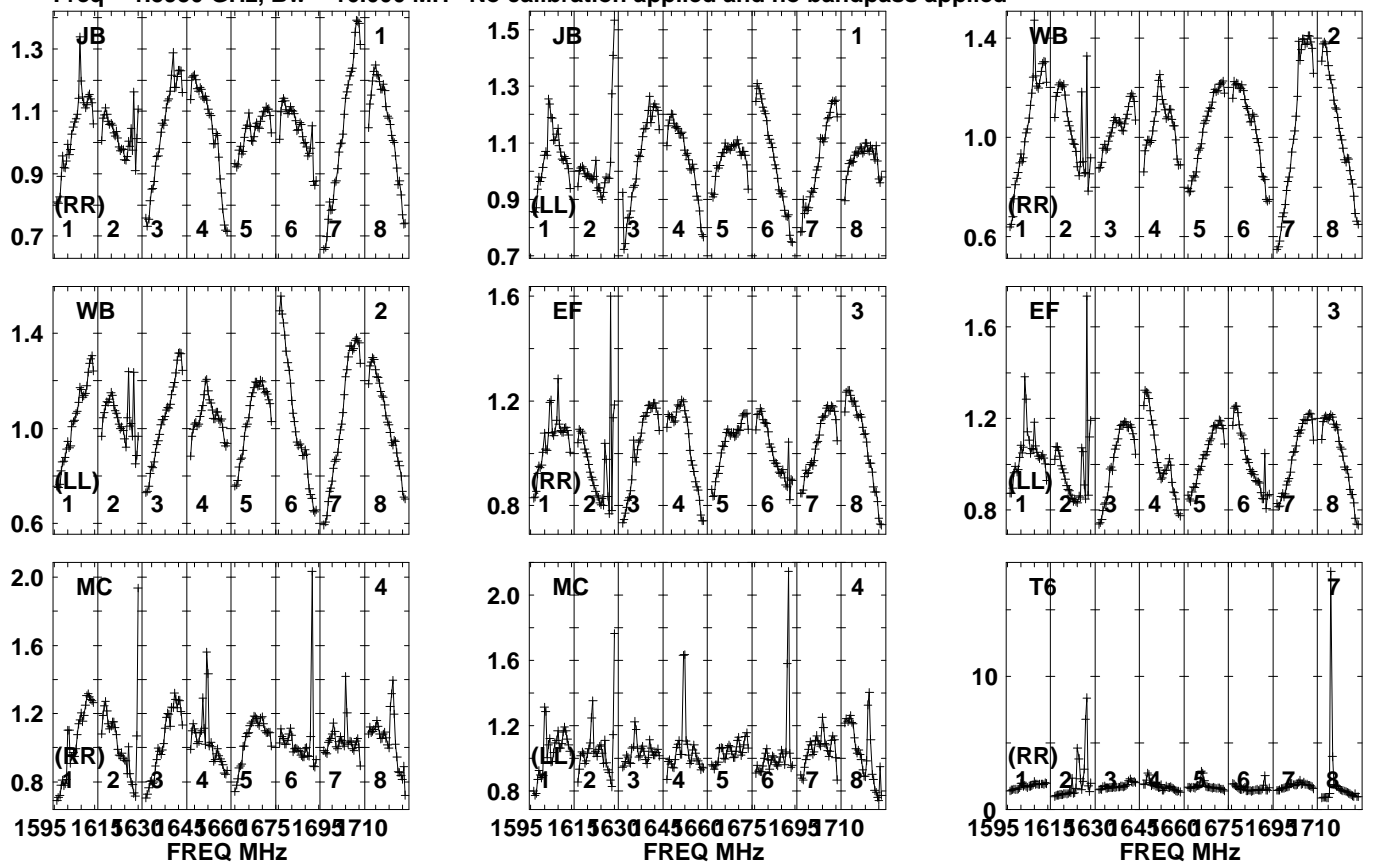 Freq GHz, Bw MH No calibration applied and no bandpass applied
JB 1 JB 1 WB 2
1.3 1.5 1.4
1.1 1.3 1.0
0.9 1.1 0.6
0.7 0.9
0.7
(RR) (LL) (RR)
1 2 3 4 5 6 7 8 1 2 3 4 5 6 7 8 1 2 3 4 5 6 7 8
WB 2 EF 3 EF 3
1.4 1.6 1.6
1.0 1.2 1.2
0.6 0.8 0.8
(LL) (RR) (LL)
1 2 3 4 5 6 7 8 1 2 3 4 5 6 7 8 1 2 3 4 5 6 7 8
MC 4 MC 4 T6 7
2.0 2.0 10
1.6 1.6 0
1.2 1.2
0.8 0.8
(RR) (LL) (RR)
1 2 3 4 5 6 7 8 1 2 3 4 5 6 7 8 1 2 3 4 5 6 7 8
1595 1615 1630 1645 1660 1675 1695 1710 1595 1615 1630 1645 1660 1675 1695 1710 1595 1615 1630 1645 1660 1675 1695 1710
FREQ MHz FREQ MHz FREQ MHz